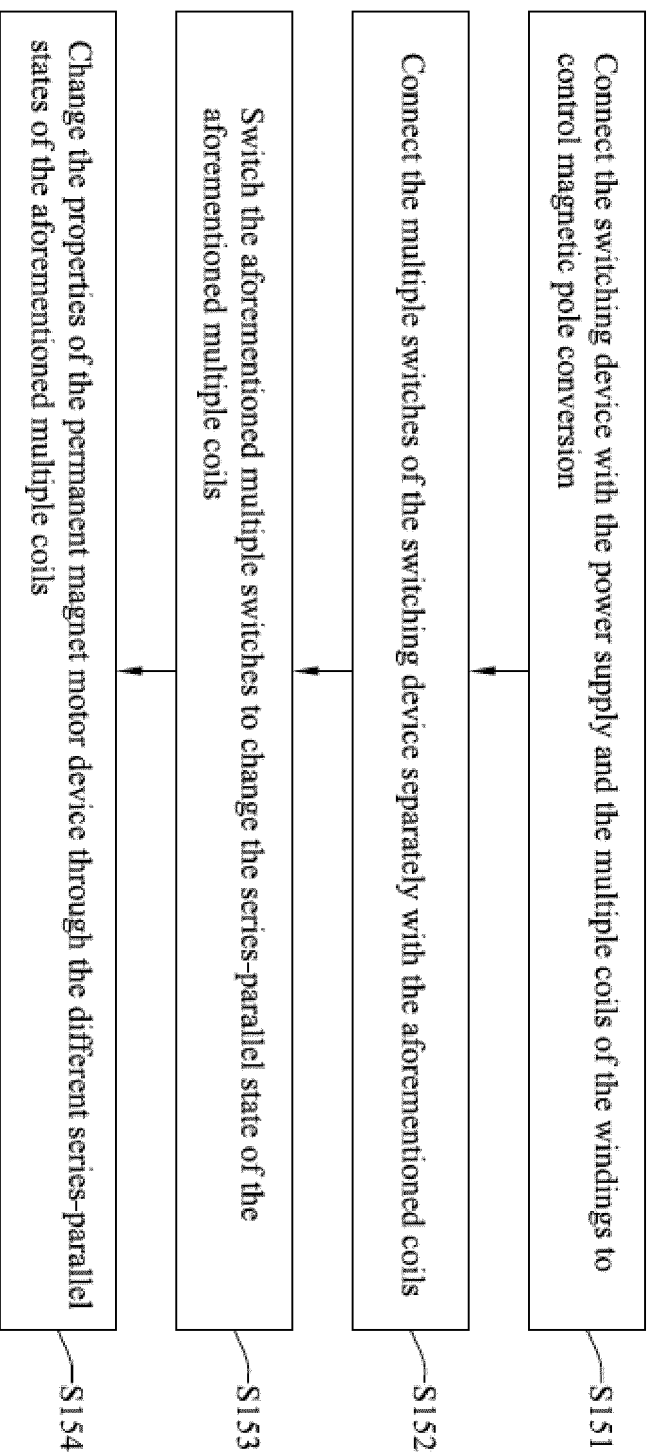 Connect the switching device with the power supply and the multiple coils of the windings to
control magnetic pole conversion
S151
Connect the multiple switches of the switching device separately with the aforementioned coils
S152
Switch the aforementioned multiple switches to change the series-parallel state of the
aforementioned multiple coils
S153
Change the properties of the permanent magnet motor device through the different series-parallel
states of the aforementioned multiple coils
S154